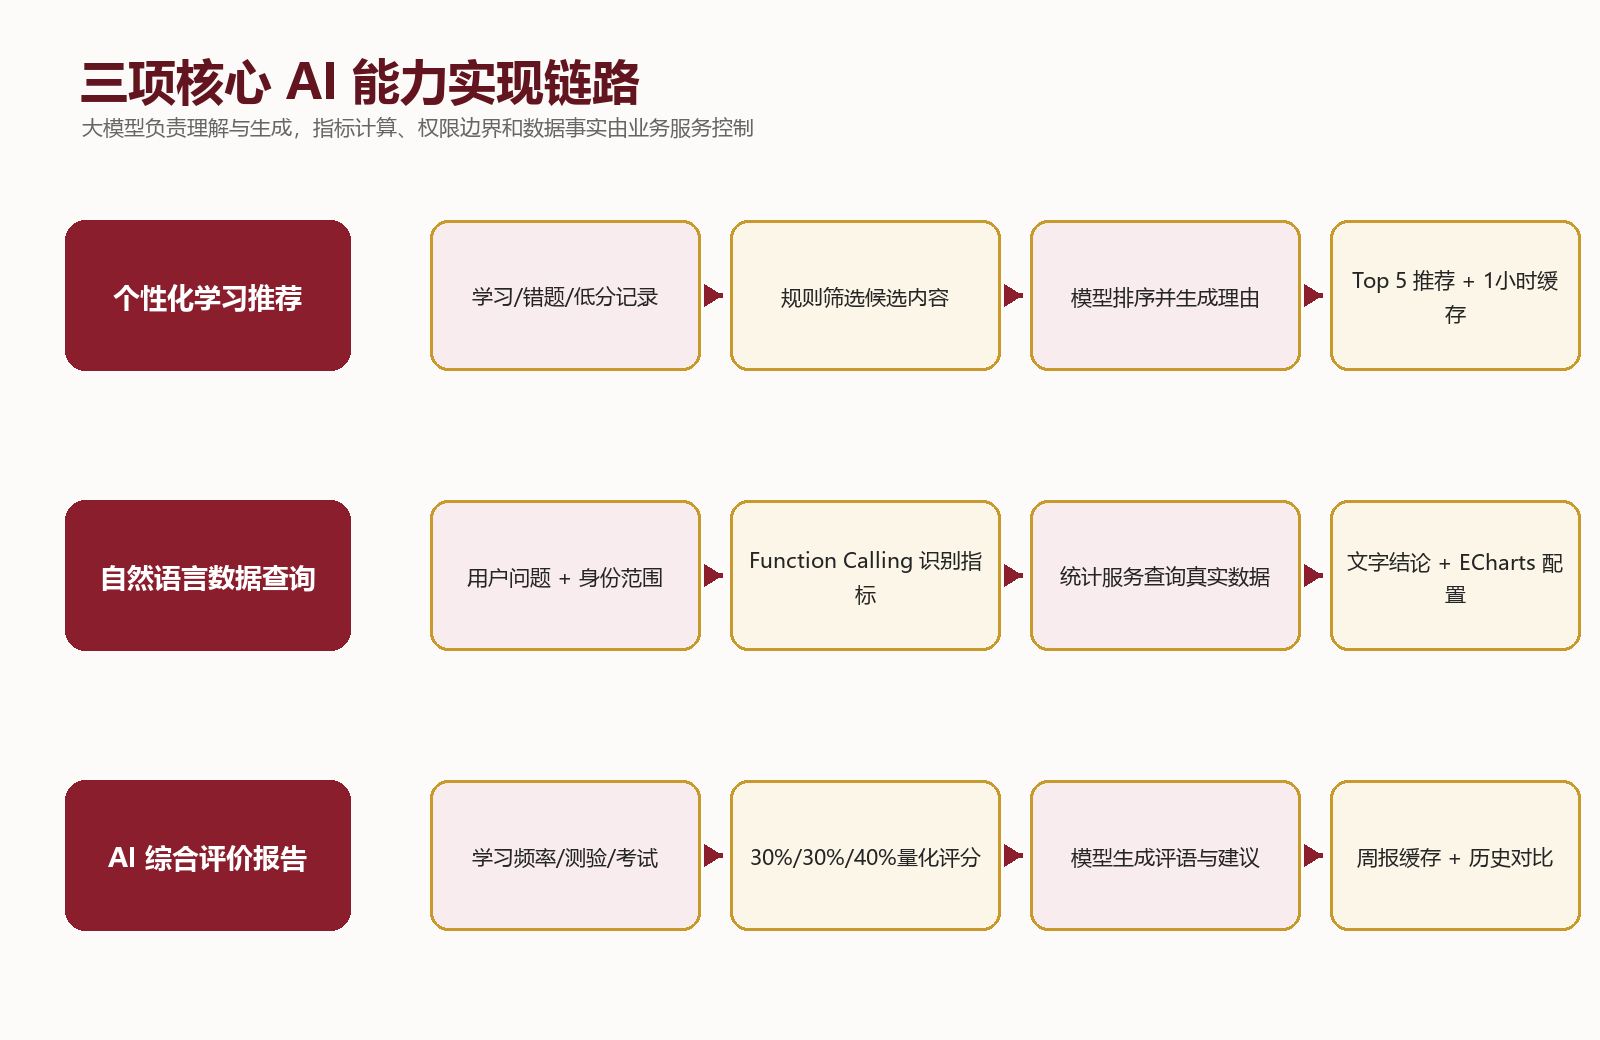 三项核心 AI 能力实现链路
大模型负责理解与生成，指标计算、权限边界和数据事实由业务服务控制
个性化学习推荐
学习/错题/低分记录
规则筛选候选内容
模型排序并生成理由
Top 5 推荐 + 1小时缓
存
自然语言数据查询
用户问题 + 身份范围
Function Calling 识别指
标
统计服务查询真实数据
文字结论 + ECharts 配
置
AI 综合评价报告
学习频率/测验/考试
30%/30%/40%量化评分
模型生成评语与建议
周报缓存 + 历史对比